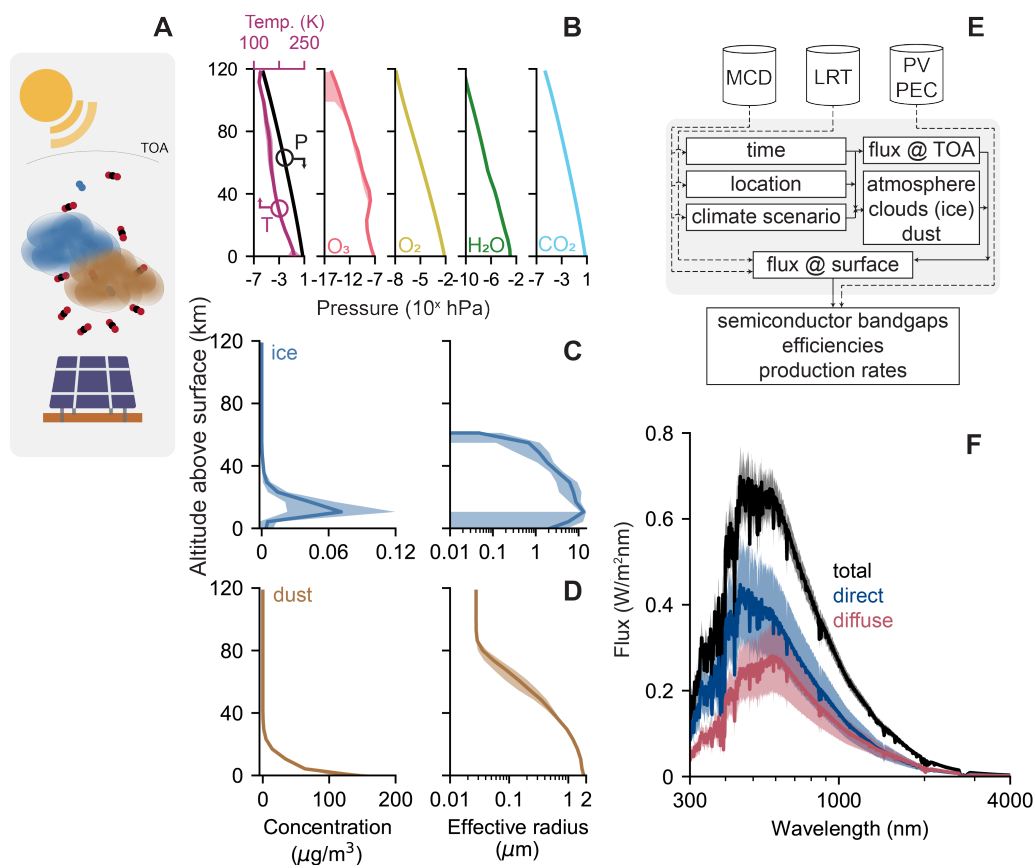 A
TOA
B
Temp. (K)
100 250
120
80
40
0
P
T
O₃
O₂
H₂O
CO₂
-7 -3 1
-17 -12 -7
-8 -5 -2
-10 -6 -2
-7 -3 1
Pressure (10ˣ hPa)
Altitude above surface (km)
C
ice
120
80
40
0
0 0.06 0.12
0.01 0.1 1 10
D
dust
120
80
40
0
0 100 200
0.01 0.1 1 2
Concentration
(µg/m³)
Effective radius
(µm)
E
MCD
LRT
PV
PEC
time
location
climate scenario
flux @ TOA
atmosphere
clouds (ice)
dust
flux @ surface
semiconductor bandgaps
efficiencies
production rates
F
Flux (W/m²nm)
0.8
0.6
0.4
0.2
0
total
direct
diffuse
300 1000 4000
Wavelength (nm)